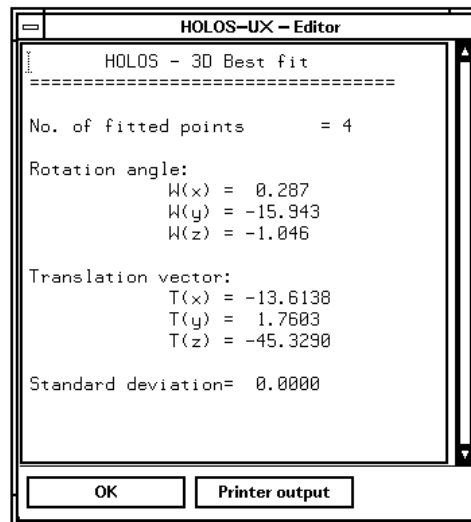 HOLOS-UX – Editor
HOLOS - 3D Best fit
==================================
No. of fitted points = 4
Rotation angle:
W(x) = 0.287
W(y) = -15.943
W(z) = -1.046
Translation vector:
T(x) = -13.6138
T(y) = 1.7603
T(z) = -45.3290
Standard deviation= 0.0000
OK Printer output